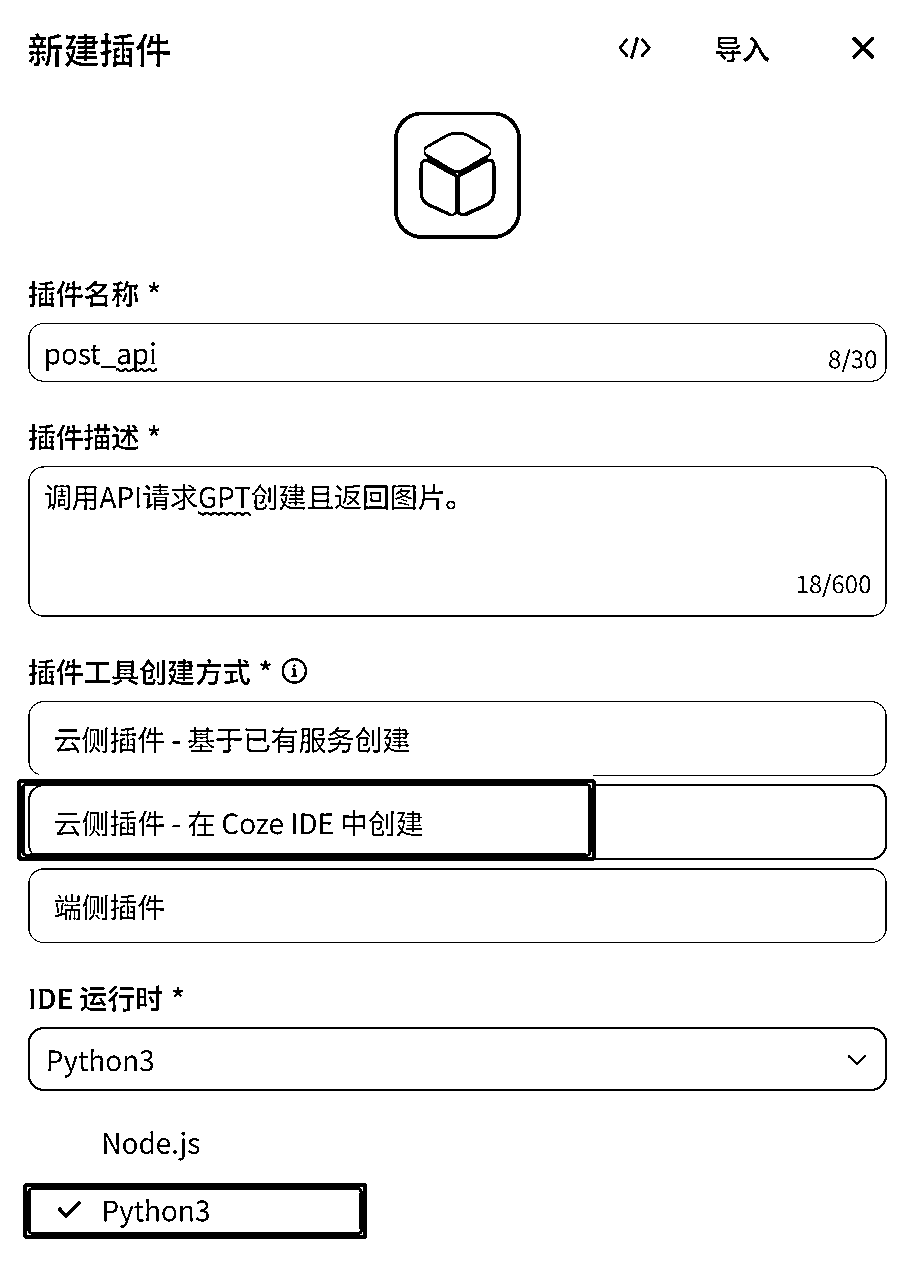 新建插件 </> 导入 ×
插件名称 *
post_api 8/30
插件描述 *
调用API请求GPT创建且返回图片。
18/600
插件工具创建方式 *
云侧插件 - 基于已有服务创建
云侧插件 - 在 Coze IDE 中创建
端侧插件
IDE 运行时 *
Python3
Node.js
Python3